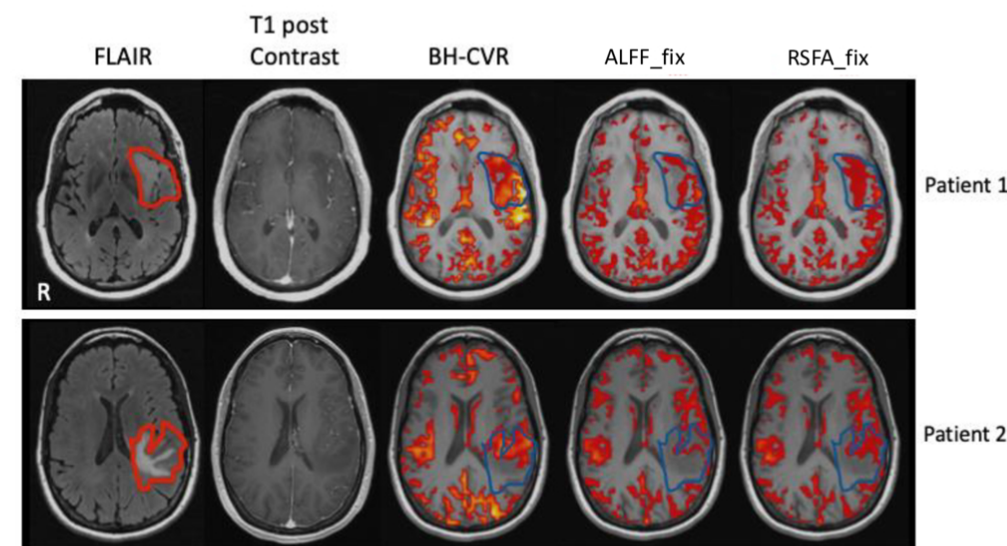 FLAIR
T1 post
Contrast
BH-CVR
ALFF_fix
RSFA_fix
R
Patient 1
Patient 2